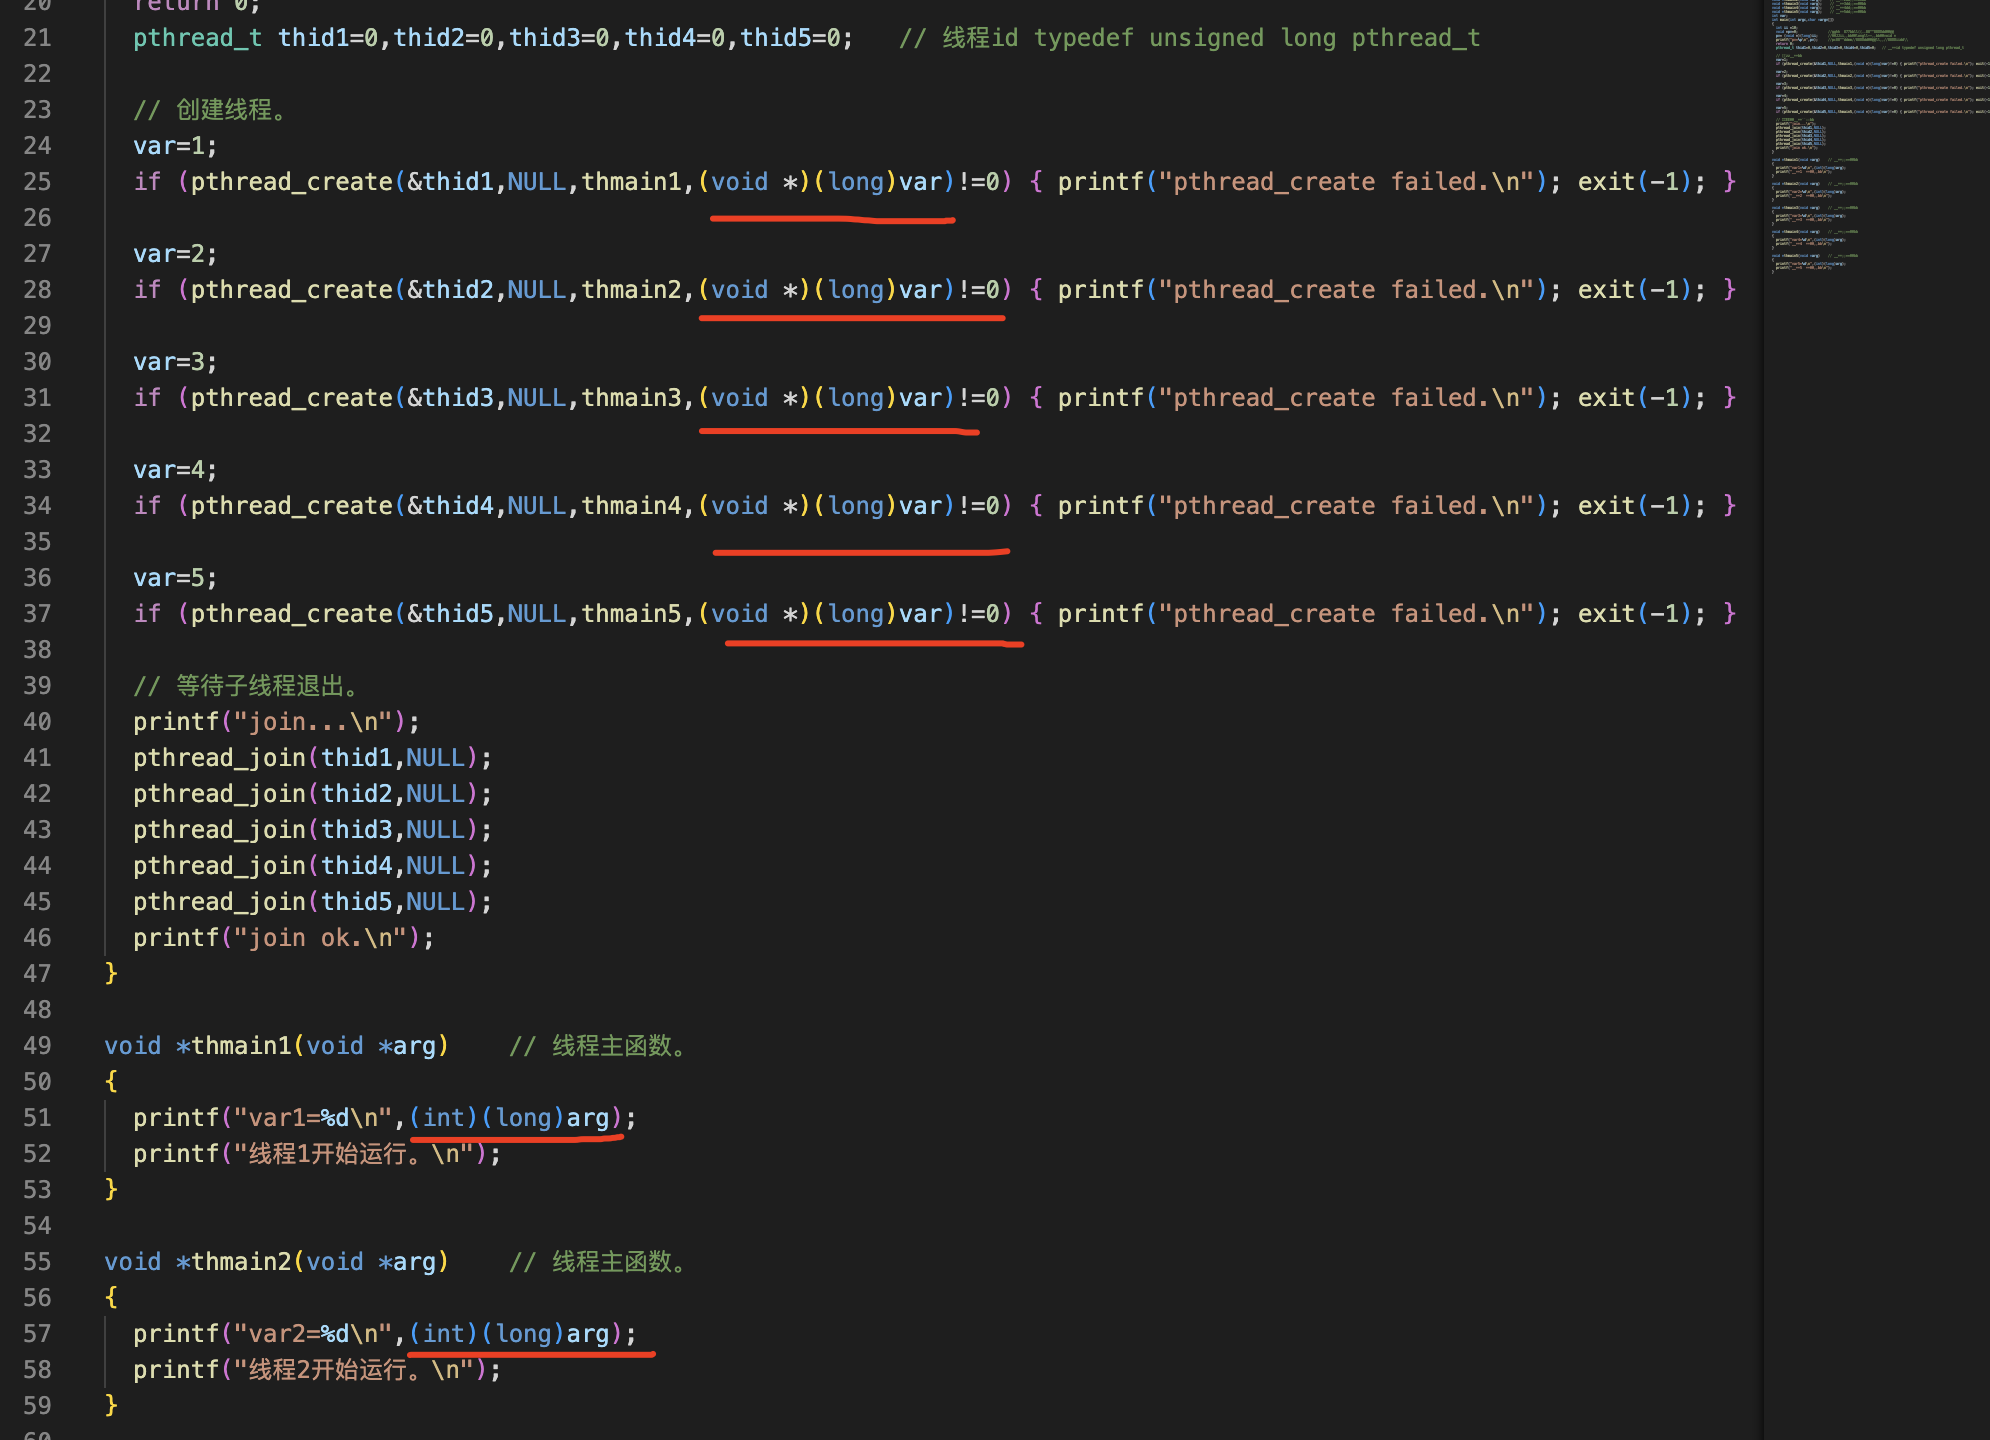 20 return 0;
21 pthread_t thid1=0,thid2=0,thid3=0,thid4=0,thid5=0;   // 线程id typedef unsigned long pthread_t
22
23 // 创建线程。
24 var=1;
25 if (pthread_create(&thid1,NULL,thmain1,(void *)(long)var)!=0) { printf("pthread_create failed.\n"); exit(-1); }
26
27 var=2;
28 if (pthread_create(&thid2,NULL,thmain2,(void *)(long)var)!=0) { printf("pthread_create failed.\n"); exit(-1); }
29
30 var=3;
31 if (pthread_create(&thid3,NULL,thmain3,(void *)(long)var)!=0) { printf("pthread_create failed.\n"); exit(-1); }
32
33 var=4;
34 if (pthread_create(&thid4,NULL,thmain4,(void *)(long)var)!=0) { printf("pthread_create failed.\n"); exit(-1); }
35
36 var=5;
37 if (pthread_create(&thid5,NULL,thmain5,(void *)(long)var)!=0) { printf("pthread_create failed.\n"); exit(-1); }
38
39 // 等待子线程退出。
40 printf("join...\n");
41 pthread_join(thid1,NULL);
42 pthread_join(thid2,NULL);
43 pthread_join(thid3,NULL);
44 pthread_join(thid4,NULL);
45 pthread_join(thid5,NULL);
46 printf("join ok.\n");
47 }
48
49 void *thmain1(void *arg)    // 线程主函数。
50 {
51 printf("var1=%d\n",(int)(long)arg);
52 printf("线程1开始运行。\n");
53 }
54
55 void *thmain2(void *arg)    // 线程主函数。
56 {
57 printf("var2=%d\n",(int)(long)arg);
58 printf("线程2开始运行。\n");
59 }
60